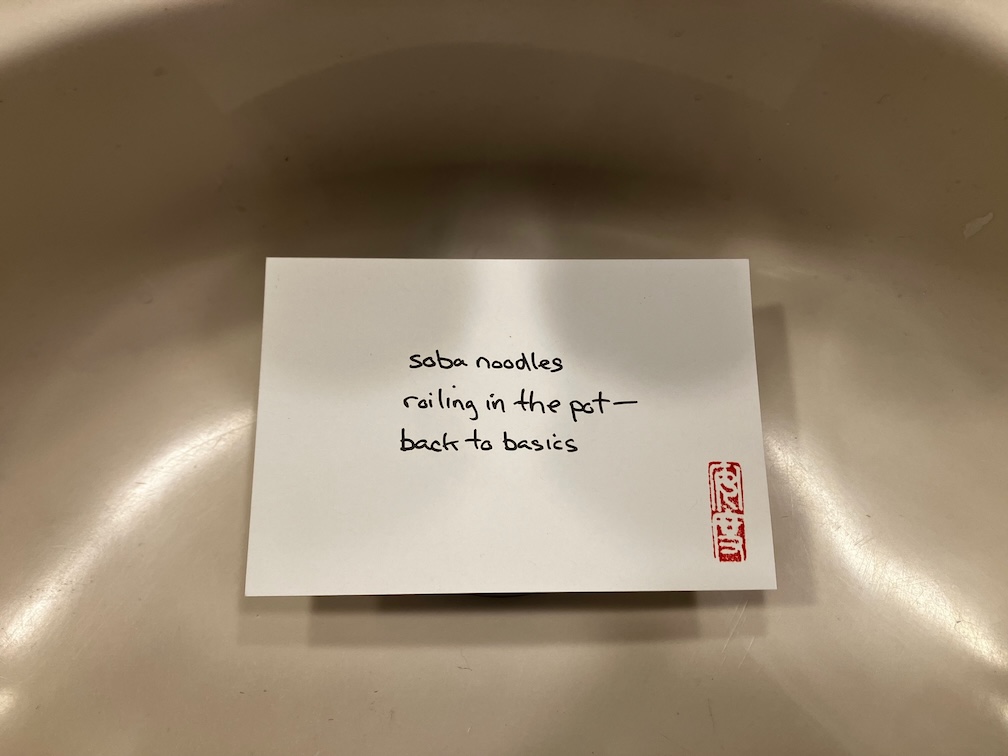 soba noodles
roiling in the pot—
back to basics